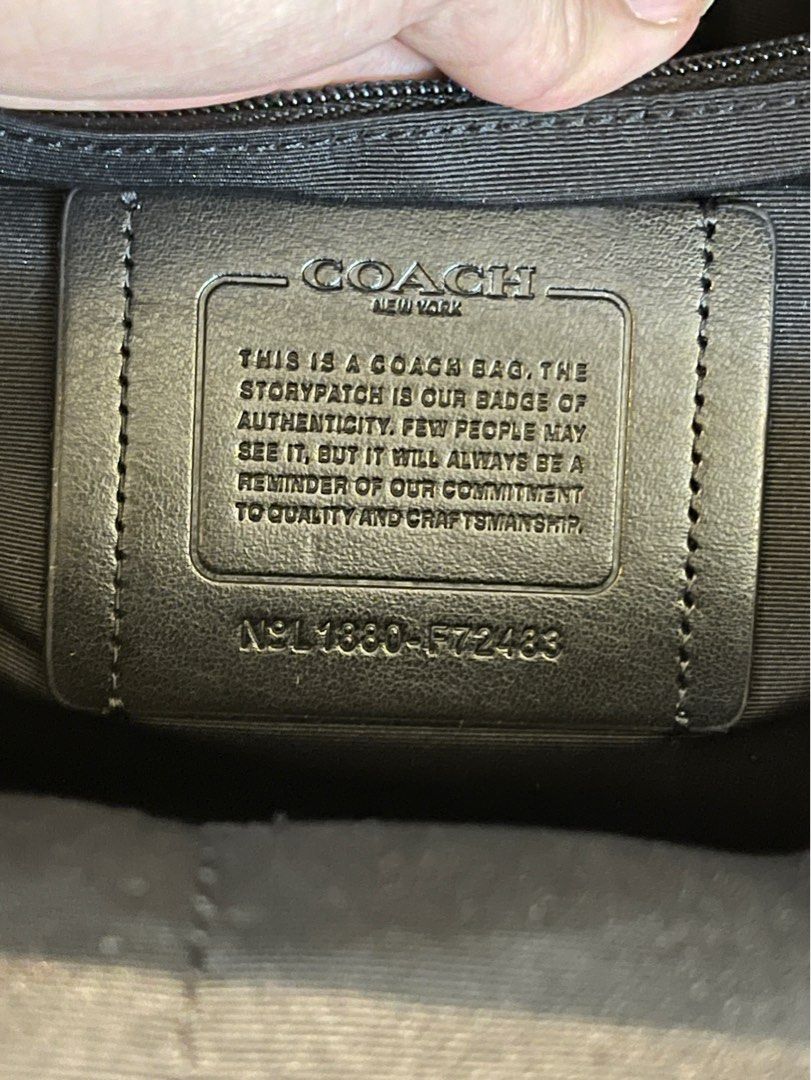 COACH
NEW YORK
THIS IS A COACH BAG. THE
STORYPATCH IS OUR BADGE OF
AUTHENTICITY. FEW PEOPLE MAY
SEE IT, BUT IT WILL ALWAYS BE A
REMINDER OF OUR COMMITMENT
TO QUALITY AND CRAFTSMANSHIP.
NºL1880-F72483